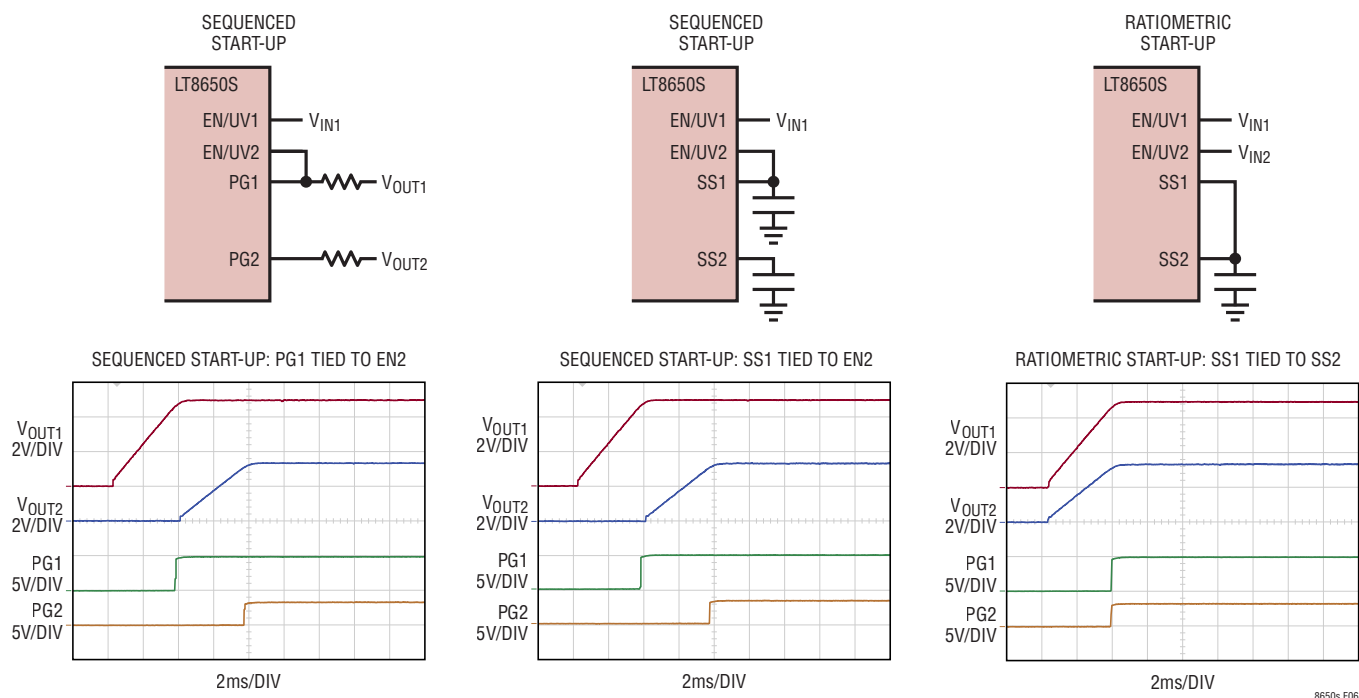 SEQUENCED
START-UP
LT8650S
EN/UV1
VIN1
EN/UV2
PG1
VOUT1
PG2
VOUT2
SEQUENCED
START-UP
LT8650S
EN/UV1
VIN1
EN/UV2
SS1
SS2
RATIOMETRIC
START-UP
LT8650S
EN/UV1
VIN1
EN/UV2
VIN2
SS1
SS2
SEQUENCED START-UP: PG1 TIED TO EN2
VOUT1
2V/DIV
VOUT2
2V/DIV
PG1
5V/DIV
PG2
5V/DIV
2ms/DIV
SEQUENCED START-UP: SS1 TIED TO EN2
VOUT1
2V/DIV
VOUT2
2V/DIV
PG1
5V/DIV
PG2
5V/DIV
2ms/DIV
RATIOMETRIC START-UP: SS1 TIED TO SS2
VOUT1
2V/DIV
VOUT2
2V/DIV
PG1
5V/DIV
PG2
5V/DIV
2ms/DIV
8650s F06